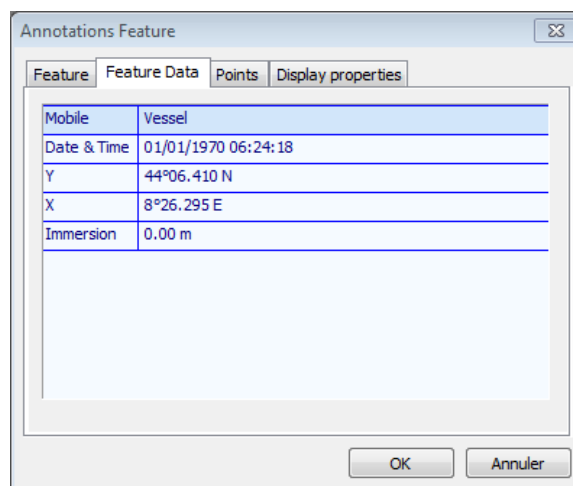 Annotations Feature
Feature Feature Data Points Display properties
Mobile Vessel
Date & Time 01/01/1970 06:24:18
Y 44°06.410 N
X 8°26.295 E
Immersion 0.00 m
OK Annuler